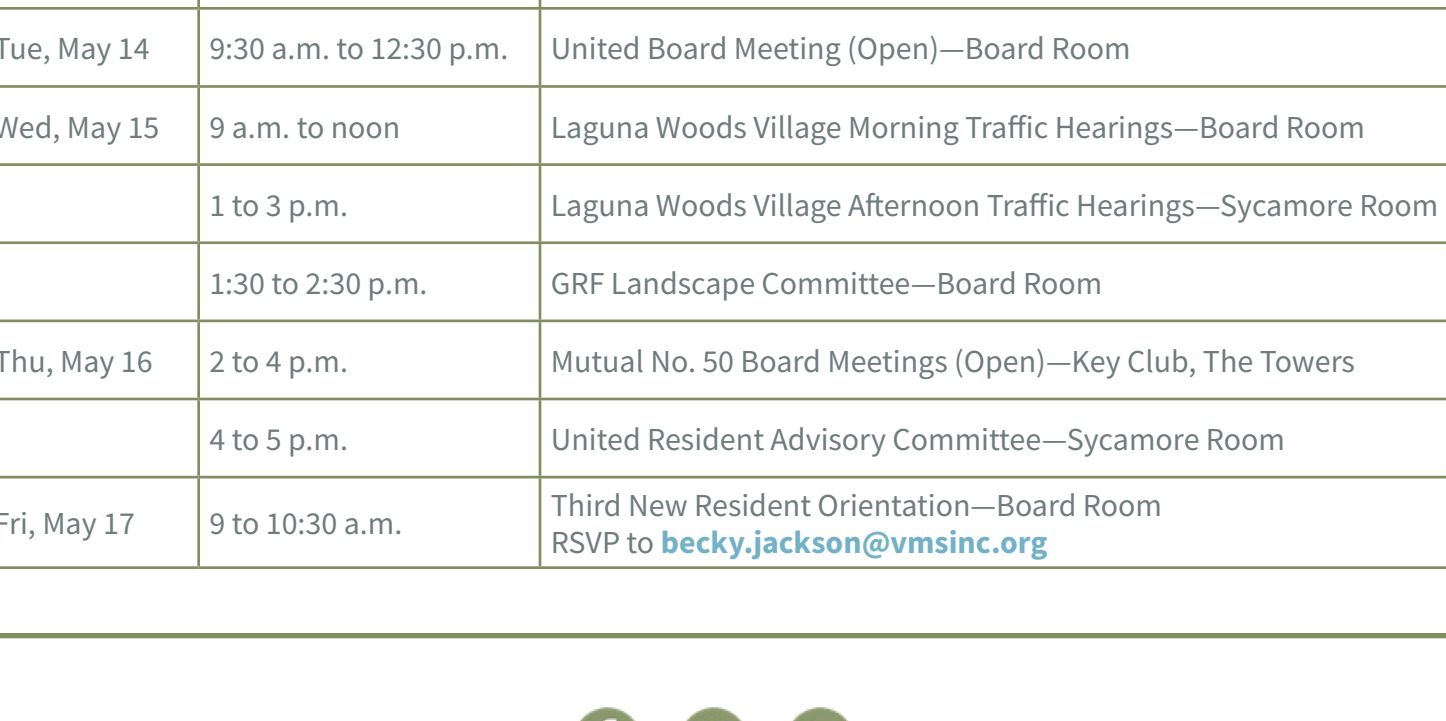 Tue, May 14 9:30 a.m. to 12:30 p.m. United Board Meeting (Open)—Board Room
Wed, May 15 9 a.m. to noon Laguna Woods Village Morning Traffic Hearings—Board Room
1 to 3 p.m. Laguna Woods Village Afternoon Traffic Hearings—Sycamore Room
1:30 to 2:30 p.m. GRF Landscape Committee—Board Room
Thu, May 16 2 to 4 p.m. Mutual No. 50 Board Meetings (Open)—Key Club, The Towers
4 to 5 p.m. United Resident Advisory Committee—Sycamore Room
Fri, May 17 9 to 10:30 a.m. Third New Resident Orientation—Board Room
RSVP to becky.jackson@vmsinc.org